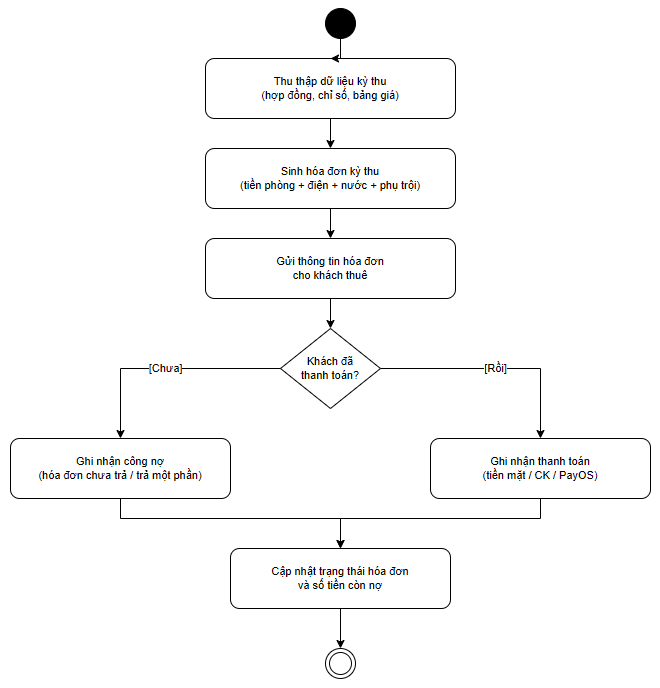 Thu thập dữ liệu kỳ thu
(hợp đồng, chỉ số, bảng giá)
Sinh hóa đơn kỳ thu
(tiền phòng + điện + nước + phụ trội)
Gửi thông tin hóa đơn
cho khách thuê
Khách đã
thanh toán?
[Chưa]
[Rồi]
Ghi nhận công nợ
(hóa đơn chưa trả / trả một phần)
Ghi nhận thanh toán
(tiền mặt / CK / PayOS)
Cập nhật trạng thái hóa đơn
và số tiền còn nợ